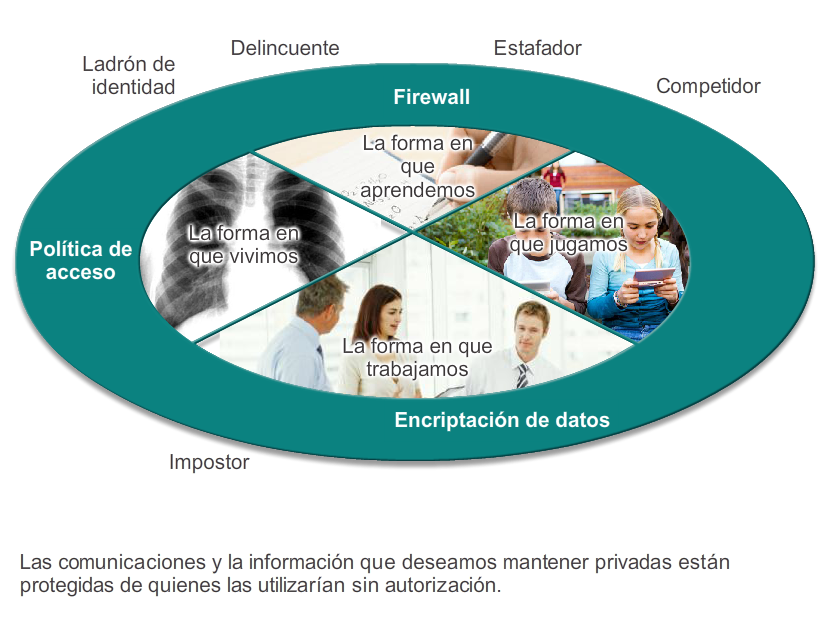 Delincuente
Estafador
Ladrón de
identidad
Competidor
Firewall
La forma en
que
aprendemos
La forma en
que vivimos
La forma en
que jugamos
Política de
acceso
La forma en que
trabajamos
Encriptación de datos
Impostor
Las comunicaciones y la información que deseamos mantener privadas están
protegidas de quienes las utilizarían sin autorización.